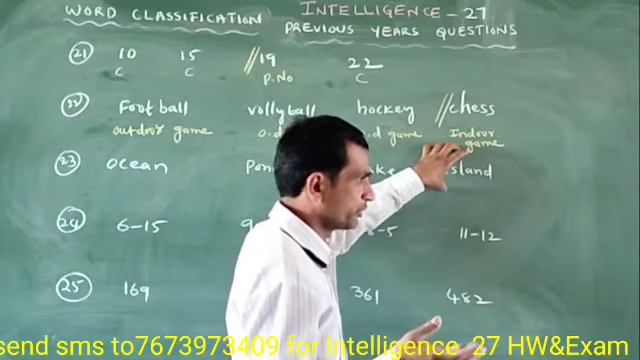 WORD CLASSIFICATION INTELLIGENCE - 27
PREVIOUS YEARS QUESTIONS
21 10 15 //19 22
C C P.No C
22 Football vollyball hockey //chess
outdoor game o.d game Indoor game
23 ocean island
24 6-15 11-12
25 169 361 482
send sms to7673973409 for Intelligence 27 HW&Exam